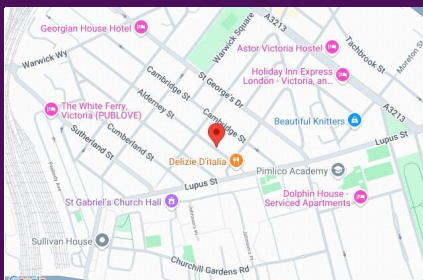 Georgian House Hotel
Warwick Square
A3213
Tachbrook St
Moreton St
Warwick Wy
Astor Victoria Hostel
St George's Dr
Cambridge St
Holiday Inn Express
London - Victoria, an...
A3213
Alderney St
The White Ferry,
Victoria (PUBLOVE)
Cambridge St
Beautiful Knitters
Sutherland St
Cumberland St
Lupus St
Delizie D'italia
Pimlico Academy
Lupus St
St Gabriel's Church Hall
Dolphin House -
Serviced Apartments
Johnson's Pl
Sullivan House
Churchill Gardens Rd
Google